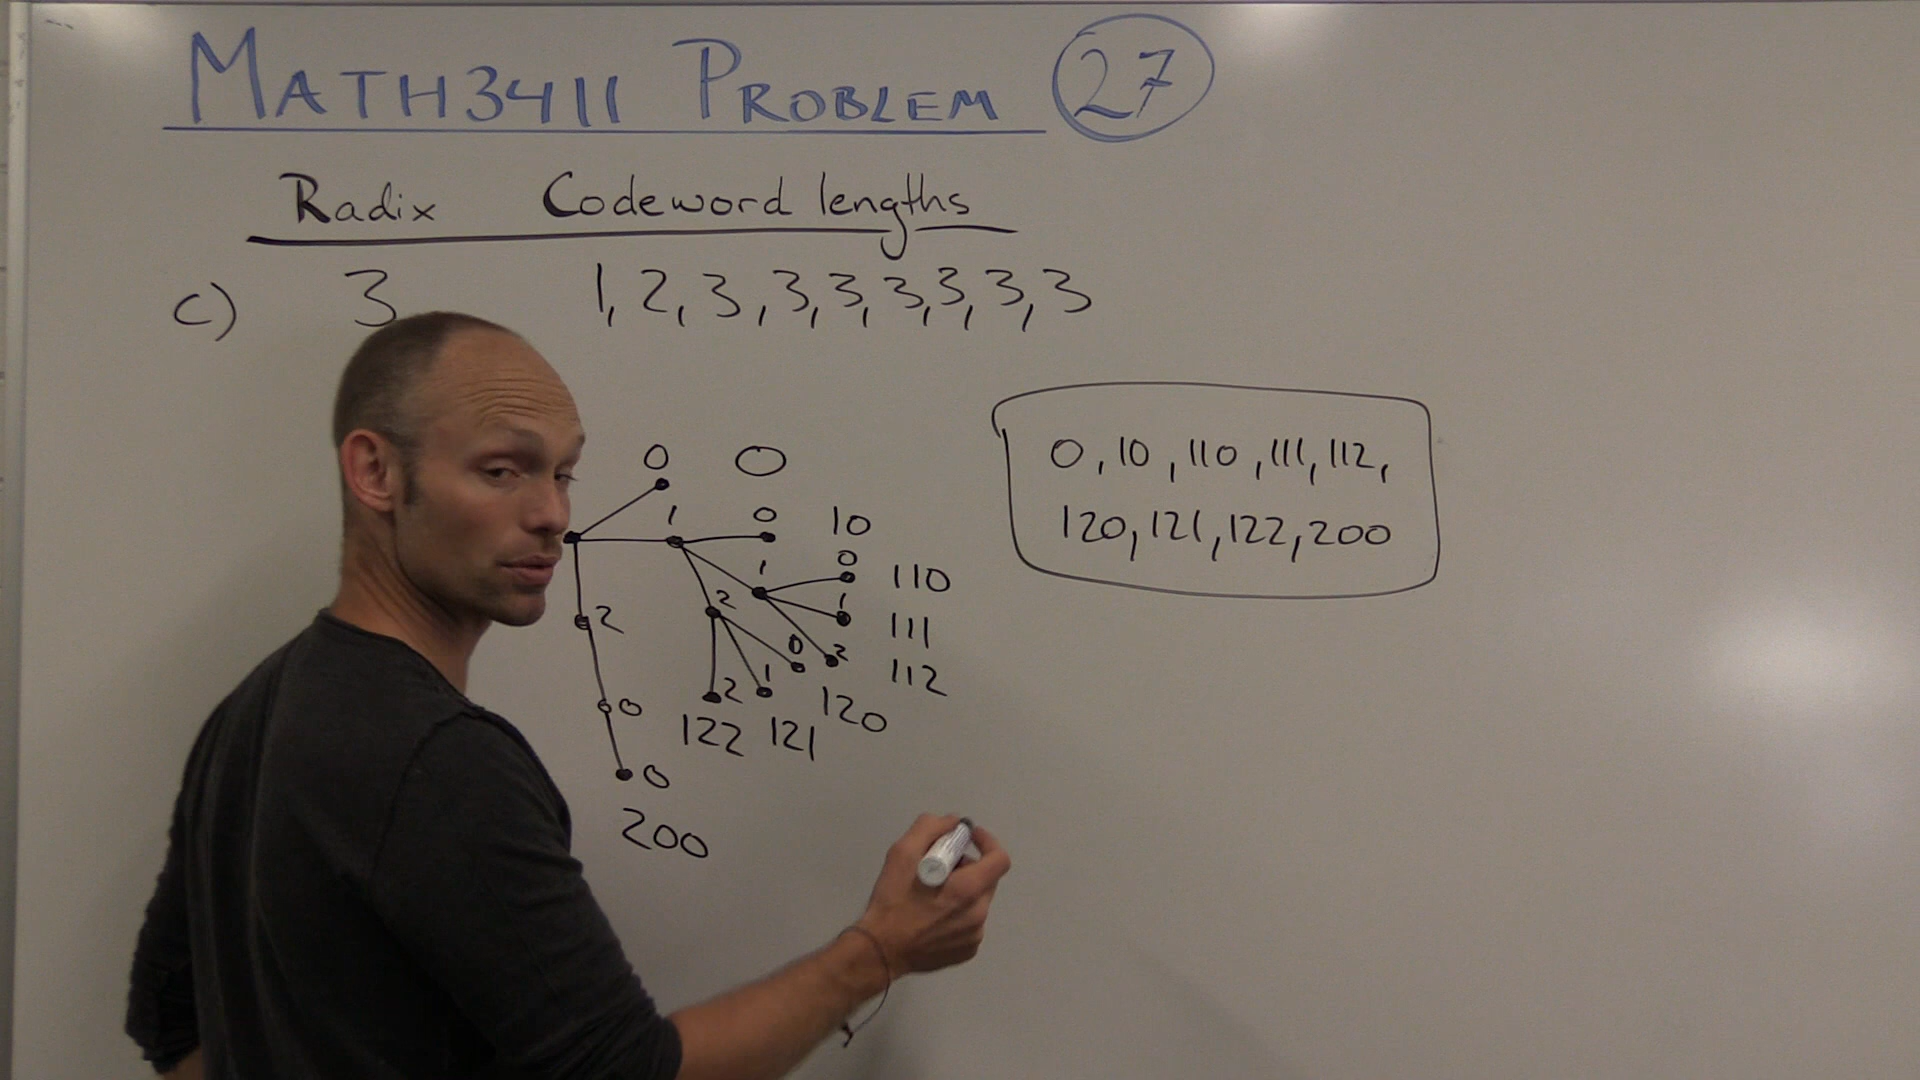 MATH3411 PROBLEM 27
Radix Codeword lengths
c) 3 1, 2, 3, 3, 3, 3, 3, 3, 3
0 0
1 0 10
0 110
1
1 111
2 2
0 2 112
2 1 120
0 122 121
0
200
0, 10, 110, 111, 112,
120, 121, 122, 200